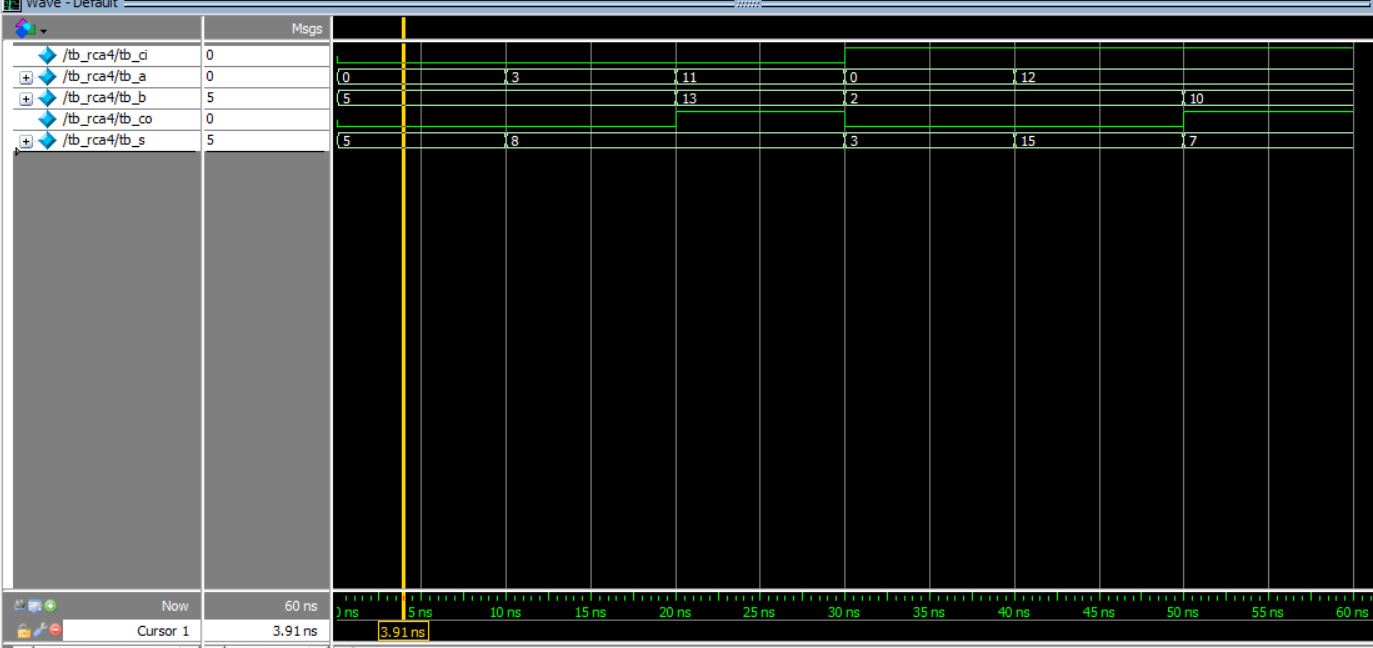 Wave - Default
Msgs
/tb_rca4/tb_ci 0
/tb_rca4/tb_a 0 0 3 11 0 12
/tb_rca4/tb_b 5 5 13 2 10
/tb_rca4/tb_co 0
/tb_rca4/tb_s 5 5 8 3 15 7
Now 60 ns 0 ns 5 ns 10 ns 15 ns 20 ns 25 ns 30 ns 35 ns 40 ns 45 ns 50 ns 55 ns 60 ns
Cursor 1 3.91 ns 3.91 ns